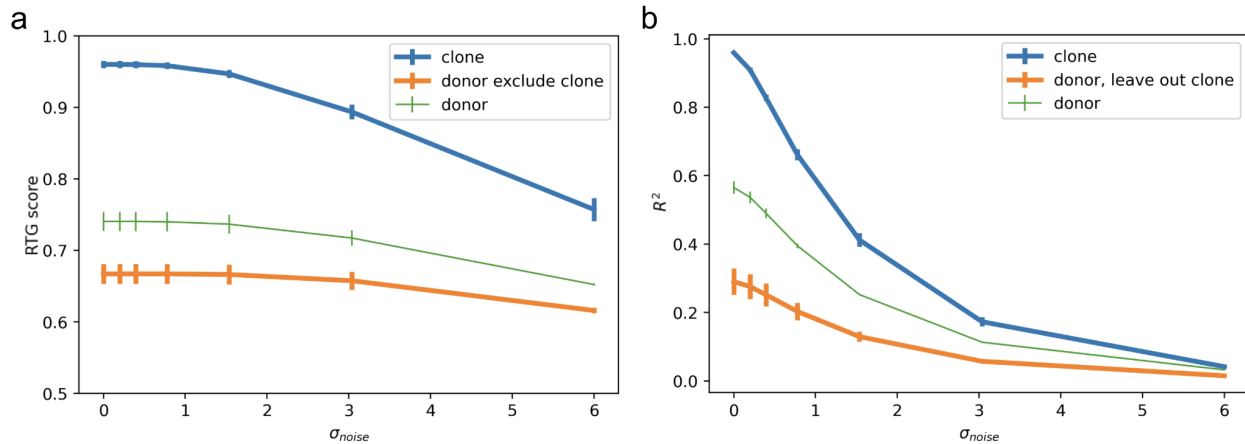 a
1.0
0.9
0.8
0.7
0.6
0.5
RTG score
0
1
2
3
4
5
6
σnoise
clone
donor exclude clone
donor
b
1.0
0.8
0.6
0.4
0.2
0.0
R²
0
1
2
3
4
5
6
σnoise
clone
donor, leave out clone
donor